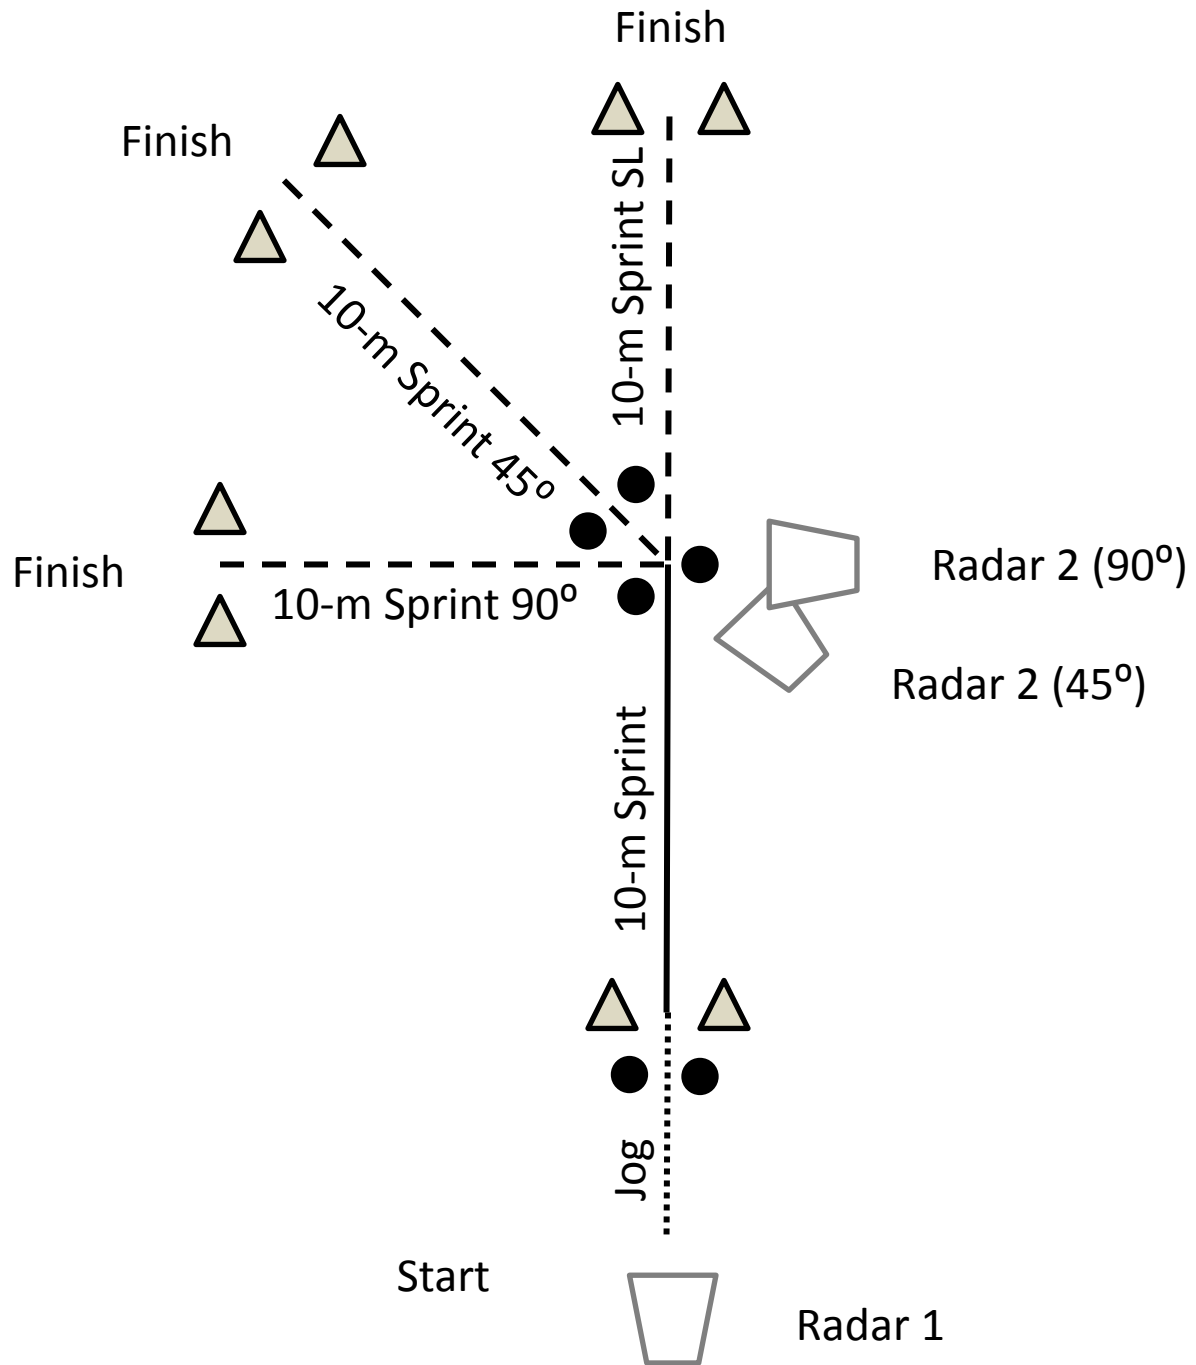 Finish
Finish
10-m Sprint SL
10-m Sprint 45º
Finish
10-m Sprint 90º
Radar 2 (90º)
Radar 2 (45º)
10-m Sprint
Jog
Start
Radar 1